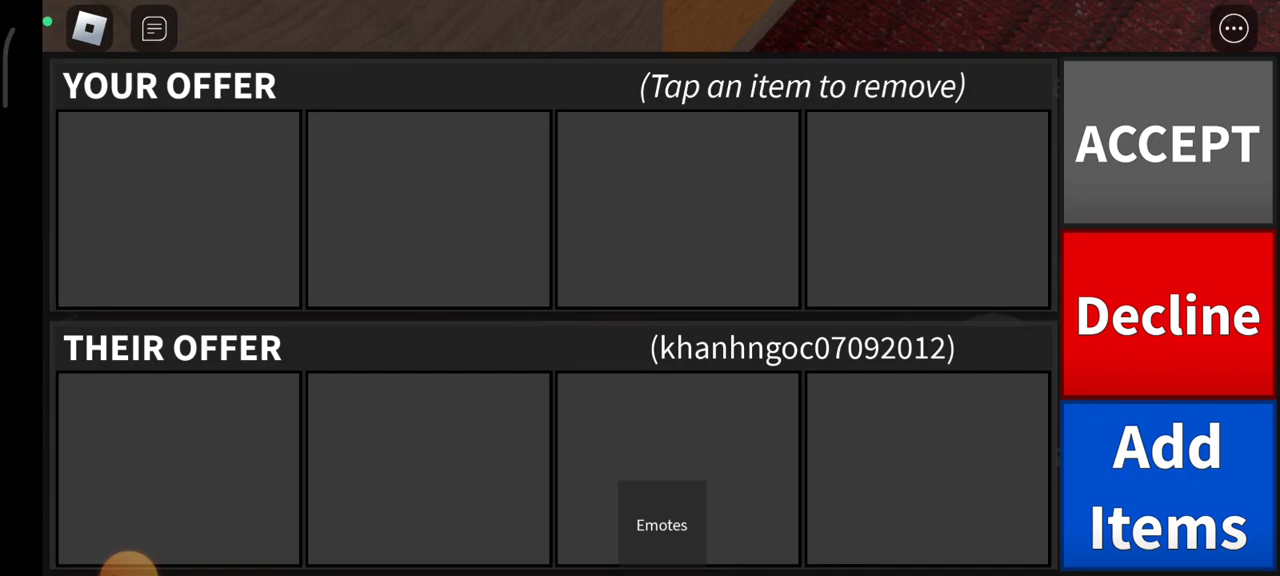 YOUR OFFER
(Tap an item to remove)
ACCEPT
Decline
THEIR OFFER
(khanhngoc07092012)
Add
Items
Emotes